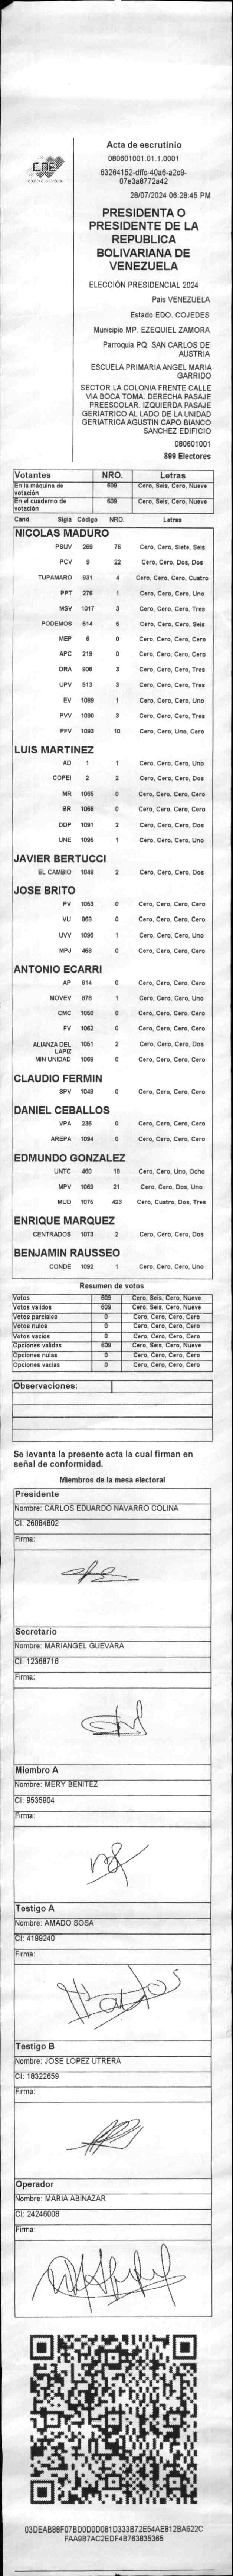 CNE
Acta de escrutinio
080601001.01.1.0001
63264152-dffc-40a6-a2c9-
07e3a8772a42
28/07/2024 06:28:45 PM
PRESIDENTA O
PRESIDENTE DE LA
REPUBLICA
BOLIVARIANA DE
VENEZUELA
ELECCIÓN PRESIDENCIAL 2024
País VENEZUELA
Estado EDO. COJEDES
Municipio MP. EZEQUIEL ZAMORA
Parroquia PQ. SAN CARLOS DE
AUSTRIA
ESCUELA PRIMARIA ANGEL MARIA
GARRIDO
SECTOR LA COLONIA FRENTE CALLE
VIA BOCA TOMA. DERECHA PASAJE
PREESCOLAR. IZQUIERDA PASAJE
GERIATRICO AL LADO DE LA UNIDAD
GERIATRICA AGUSTIN CAPO BIANCO
SANCHEZ EDIFICIO
080601001
899 Electores
Votantes NRO. Letras
En la máquina de votación 609 Cero, Seis, Cero, Nueve
En el cuaderno de votación 609 Cero, Seis, Cero, Nueve
Cand. Sigla Código NRO. Letras
NICOLAS MADURO
PSUV 269 76 Cero, Cero, Siete, Seis
PCV 9 22 Cero, Cero, Dos, Dos
TUPAMARO 931 4 Cero, Cero, Cero, Cuatro
PPT 276 1 Cero, Cero, Cero, Uno
MSV 1017 3 Cero, Cero, Cero, Tres
PODEMOS 514 6 Cero, Cero, Cero, Seis
MEP 6 0 Cero, Cero, Cero, Cero
APC 219 0 Cero, Cero, Cero, Cero
ORA 906 3 Cero, Cero, Cero, Tres
UPV 513 3 Cero, Cero, Cero, Tres
EV 1089 1 Cero, Cero, Cero, Uno
PVV 1090 3 Cero, Cero, Cero, Tres
PFV 1093 10 Cero, Cero, Uno, Cero
LUIS MARTINEZ
AD 1 1 Cero, Cero, Cero, Uno
COPEI 2 2 Cero, Cero, Cero, Dos
MR 1065 0 Cero, Cero, Cero, Cero
BR 1066 0 Cero, Cero, Cero, Cero
DDP 1091 2 Cero, Cero, Cero, Dos
UNE 1095 1 Cero, Cero, Cero, Uno
JAVIER BERTUCCI
EL CAMBIO 1048 2 Cero, Cero, Cero, Dos
JOSE BRITO
PV 1053 0 Cero, Cero, Cero, Cero
VU 868 0 Cero, Cero, Cero, Cero
UVV 1096 1 Cero, Cero, Cero, Uno
MPJ 458 0 Cero, Cero, Cero, Cero
ANTONIO ECARRI
AP 914 0 Cero, Cero, Cero, Cero
MOVEV 878 1 Cero, Cero, Cero, Uno
CMC 1050 0 Cero, Cero, Cero, Cero
FV 1062 0 Cero, Cero, Cero, Cero
ALIANZA DEL LAPIZ 1051 2 Cero, Cero, Cero, Dos
MIN UNIDAD 1068 0 Cero, Cero, Cero, Cero
CLAUDIO FERMIN
SPV 1049 0 Cero, Cero, Cero, Cero
DANIEL CEBALLOS
VPA 236 0 Cero, Cero, Cero, Cero
AREPA 1094 0 Cero, Cero, Cero, Cero
EDMUNDO GONZALEZ
UNTC 460 18 Cero, Cero, Uno, Ocho
MPV 1069 21 Cero, Cero, Dos, Uno
MUD 1075 423 Cero, Cuatro, Dos, Tres
ENRIQUE MARQUEZ
CENTRADOS 1073 2 Cero, Cero, Cero, Dos
BENJAMIN RAUSSEO
CONDE 1092 1 Cero, Cero, Cero, Uno
Resumen de votos
Votos 609 Cero, Seis, Cero, Nueve
Votos validos 609 Cero, Seis, Cero, Nueve
Votos parciales 0 Cero, Cero, Cero, Cero
Votos nulos 0 Cero, Cero, Cero, Cero
Votos vacios 0 Cero, Cero, Cero, Cero
Opciones validas 609 Cero, Seis, Cero, Nueve
Opciones nulas 0 Cero, Cero, Cero, Cero
Opciones vacias 0 Cero, Cero, Cero, Cero
Observaciones:
Se levanta la presente acta la cual firman en
señal de conformidad.
Miembros de la mesa electoral
Presidente
Nombre: CARLOS EDUARDO NAVARRO COLINA
CI: 26084802
Firma:
Secretario
Nombre: MARIANGEL GUEVARA
CI: 12368716
Firma:
Miembro A
Nombre: MERY BENITEZ
CI: 9535904
Firma:
Testigo A
Nombre: AMADO SOSA
CI: 4199240
Firma:
Testigo B
Nombre: JOSE LOPEZ UTRERA
CI: 18322659
Firma:
Operador
Nombre: MARIA ABINAZAR
CI: 24246008
Firma:
03DEAB88F07BD0D0D081D333B72E54AE812BA622C
FAA9B7AC2EDF4B763835365